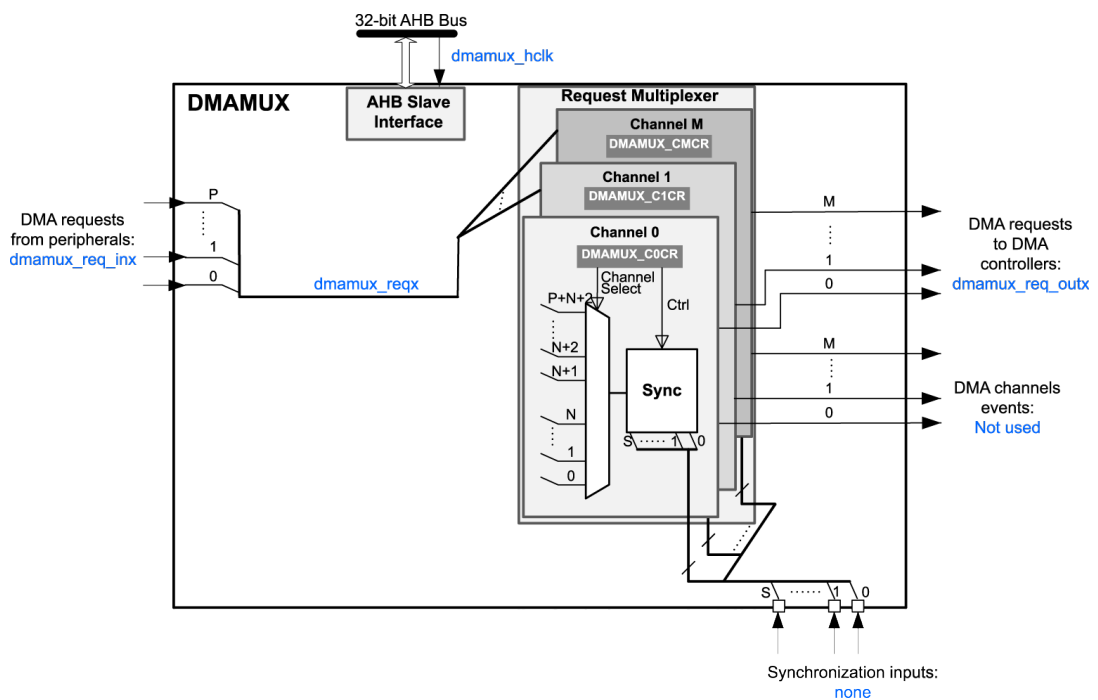 32-bit AHB Bus
dmamux_hclk
DMAMUX
AHB Slave
Interface
Request Multiplexer
Channel M
DMAMUX_CMCR
Channel 1
DMAMUX_C1CR
Channel 0
DMAMUX_C0CR
Channel
Select
Ctrl
P+N+2
N+2
N+1
N
1
0
Sync
S ...... 1 0
P
1
0
DMA requests
from peripherals:
dmamux_req_inx
dmamux_reqx
M
1
0
DMA requests
to DMA
controllers:
dmamux_req_outx
M
1
0
DMA channels
events:
Not used
S ...... 1 0
Synchronization inputs:
none